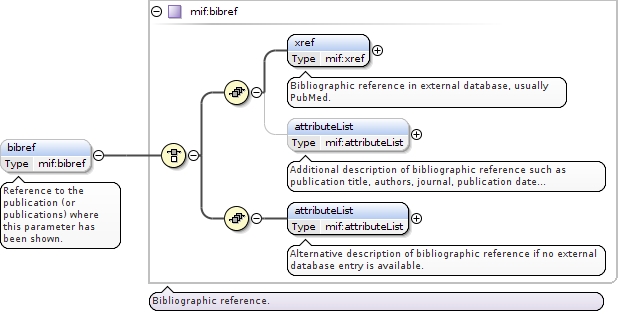 mif:bibref
xref
Type mif:xref
Bibliographic reference in external database, usually
PubMed.
attributeList
Type mif:attributeList
Additional description of bibliographic reference such as
publication title, authors, journal, publication date...
bibref
Type mif:bibref
Reference to the
publication (or
publications) where
this parameter has
been shown.
attributeList
Type mif:attributeList
Alternative description of bibliographic reference if no external
database entry is available.
Bibliographic reference.